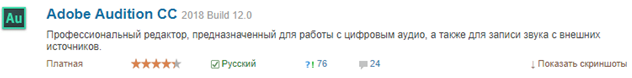 Au
Adobe Audition CC 2018 Build 12.0
Профессиональный редактор, предназначенный для работы с цифровым аудио, а также для записи звука с внешних
источников.
Платная Русский ?! 76 24 ↓ Показать скриншоты